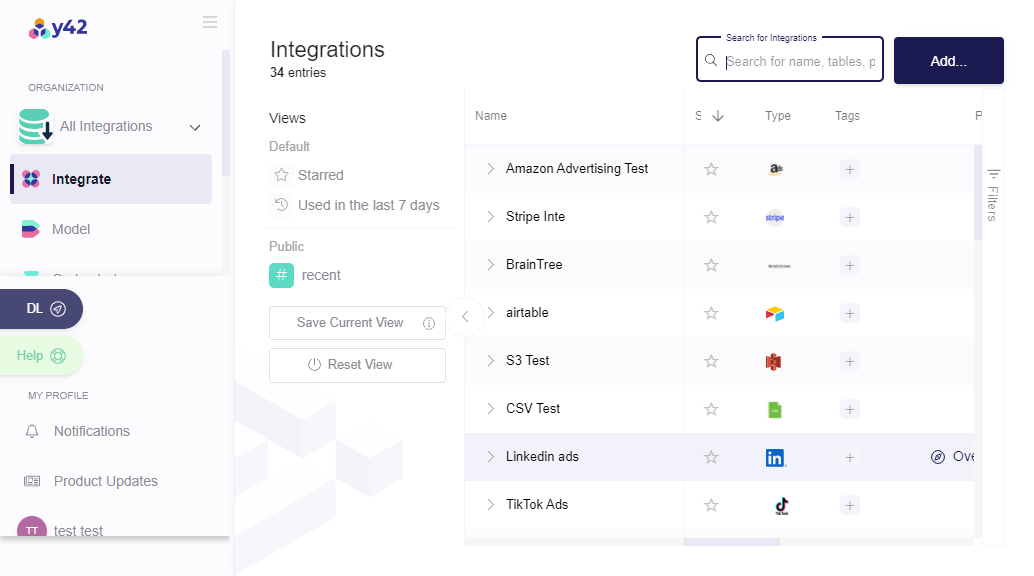 y42
ORGANIZATION
All Integrations
Integrate
Model
DL
Help
MY PROFILE
Notifications
Product Updates
TT
test test
Integrations
34 entries
Search for Integrations
Search for name, tables, p
Add...
Views
Default
Starred
Used in the last 7 days
Public
# recent
Save Current View
Reset View
Name
S
Type
Tags
P
Amazon Advertising Test
Stripe Inte
stripe
BrainTree
airtable
S3 Test
CSV Test
Linkedin ads
in
Ove
TikTok Ads
Filters